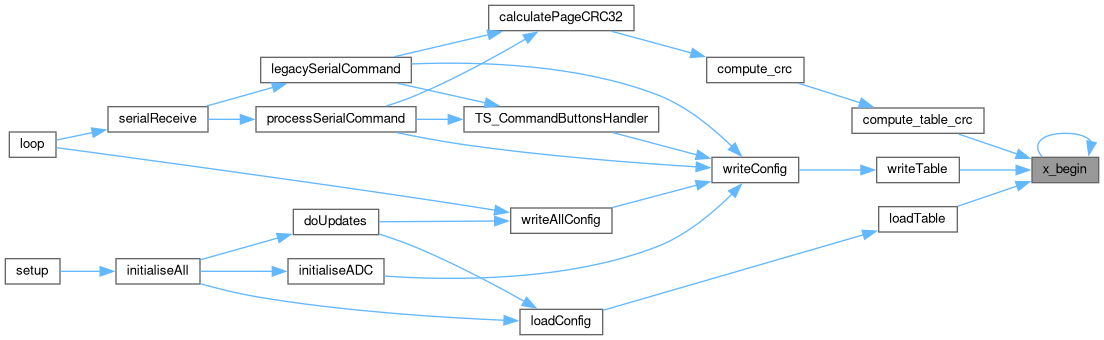 calculatePageCRC32
legacySerialCommand
compute_crc
serialReceive
processSerialCommand
TS_CommandButtonsHandler
compute_table_crc
loop
writeConfig
writeTable
x_begin
doUpdates
writeAllConfig
loadTable
setup
initialiseAll
initialiseADC
loadConfig